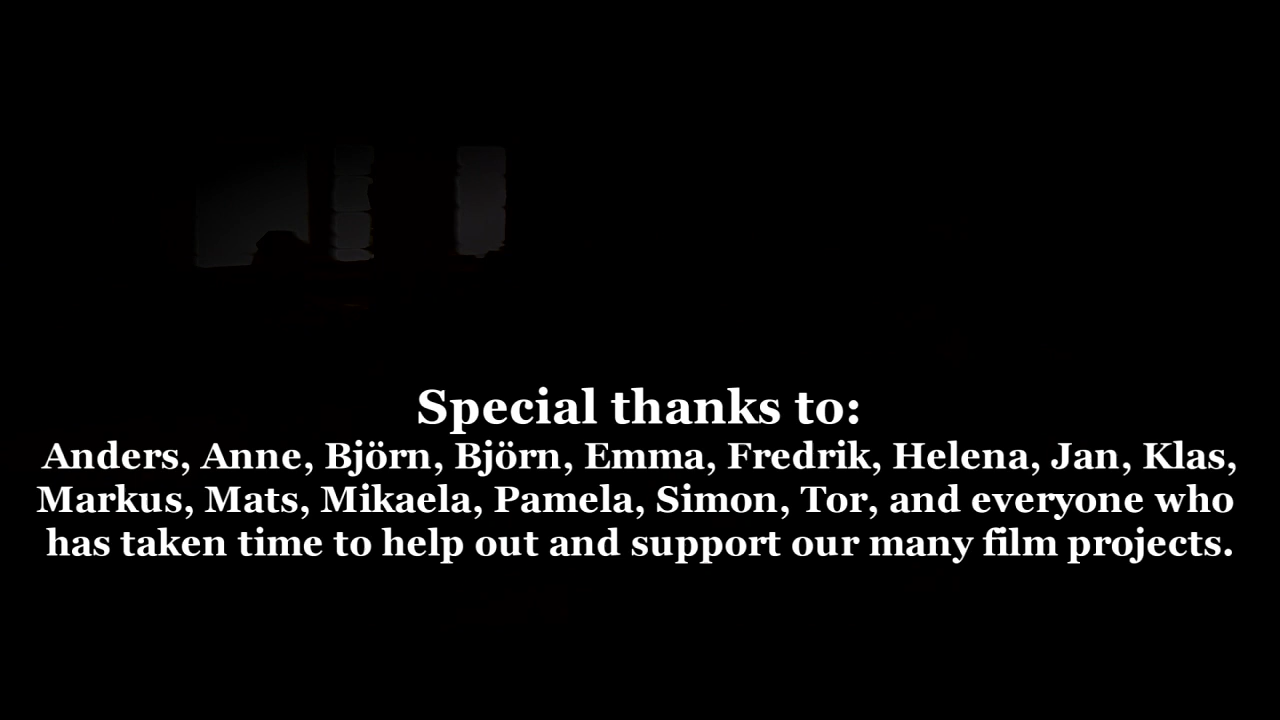 Special thanks to:
Anders, Anne, Björn, Björn, Emma, Fredrik, Helena, Jan, Klas,
Markus, Mats, Mikaela, Pamela, Simon, Tor, and everyone who
has taken time to help out and support our many film projects.